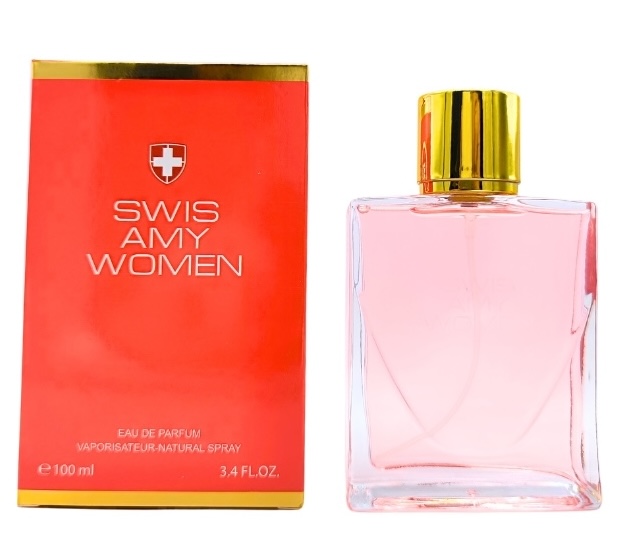 SWIS
AMY
WOMEN
EAU DE PARFUM
VAPORISATEUR-NATURAL SPRAY
℮100 ml 3.4 FL.OZ.